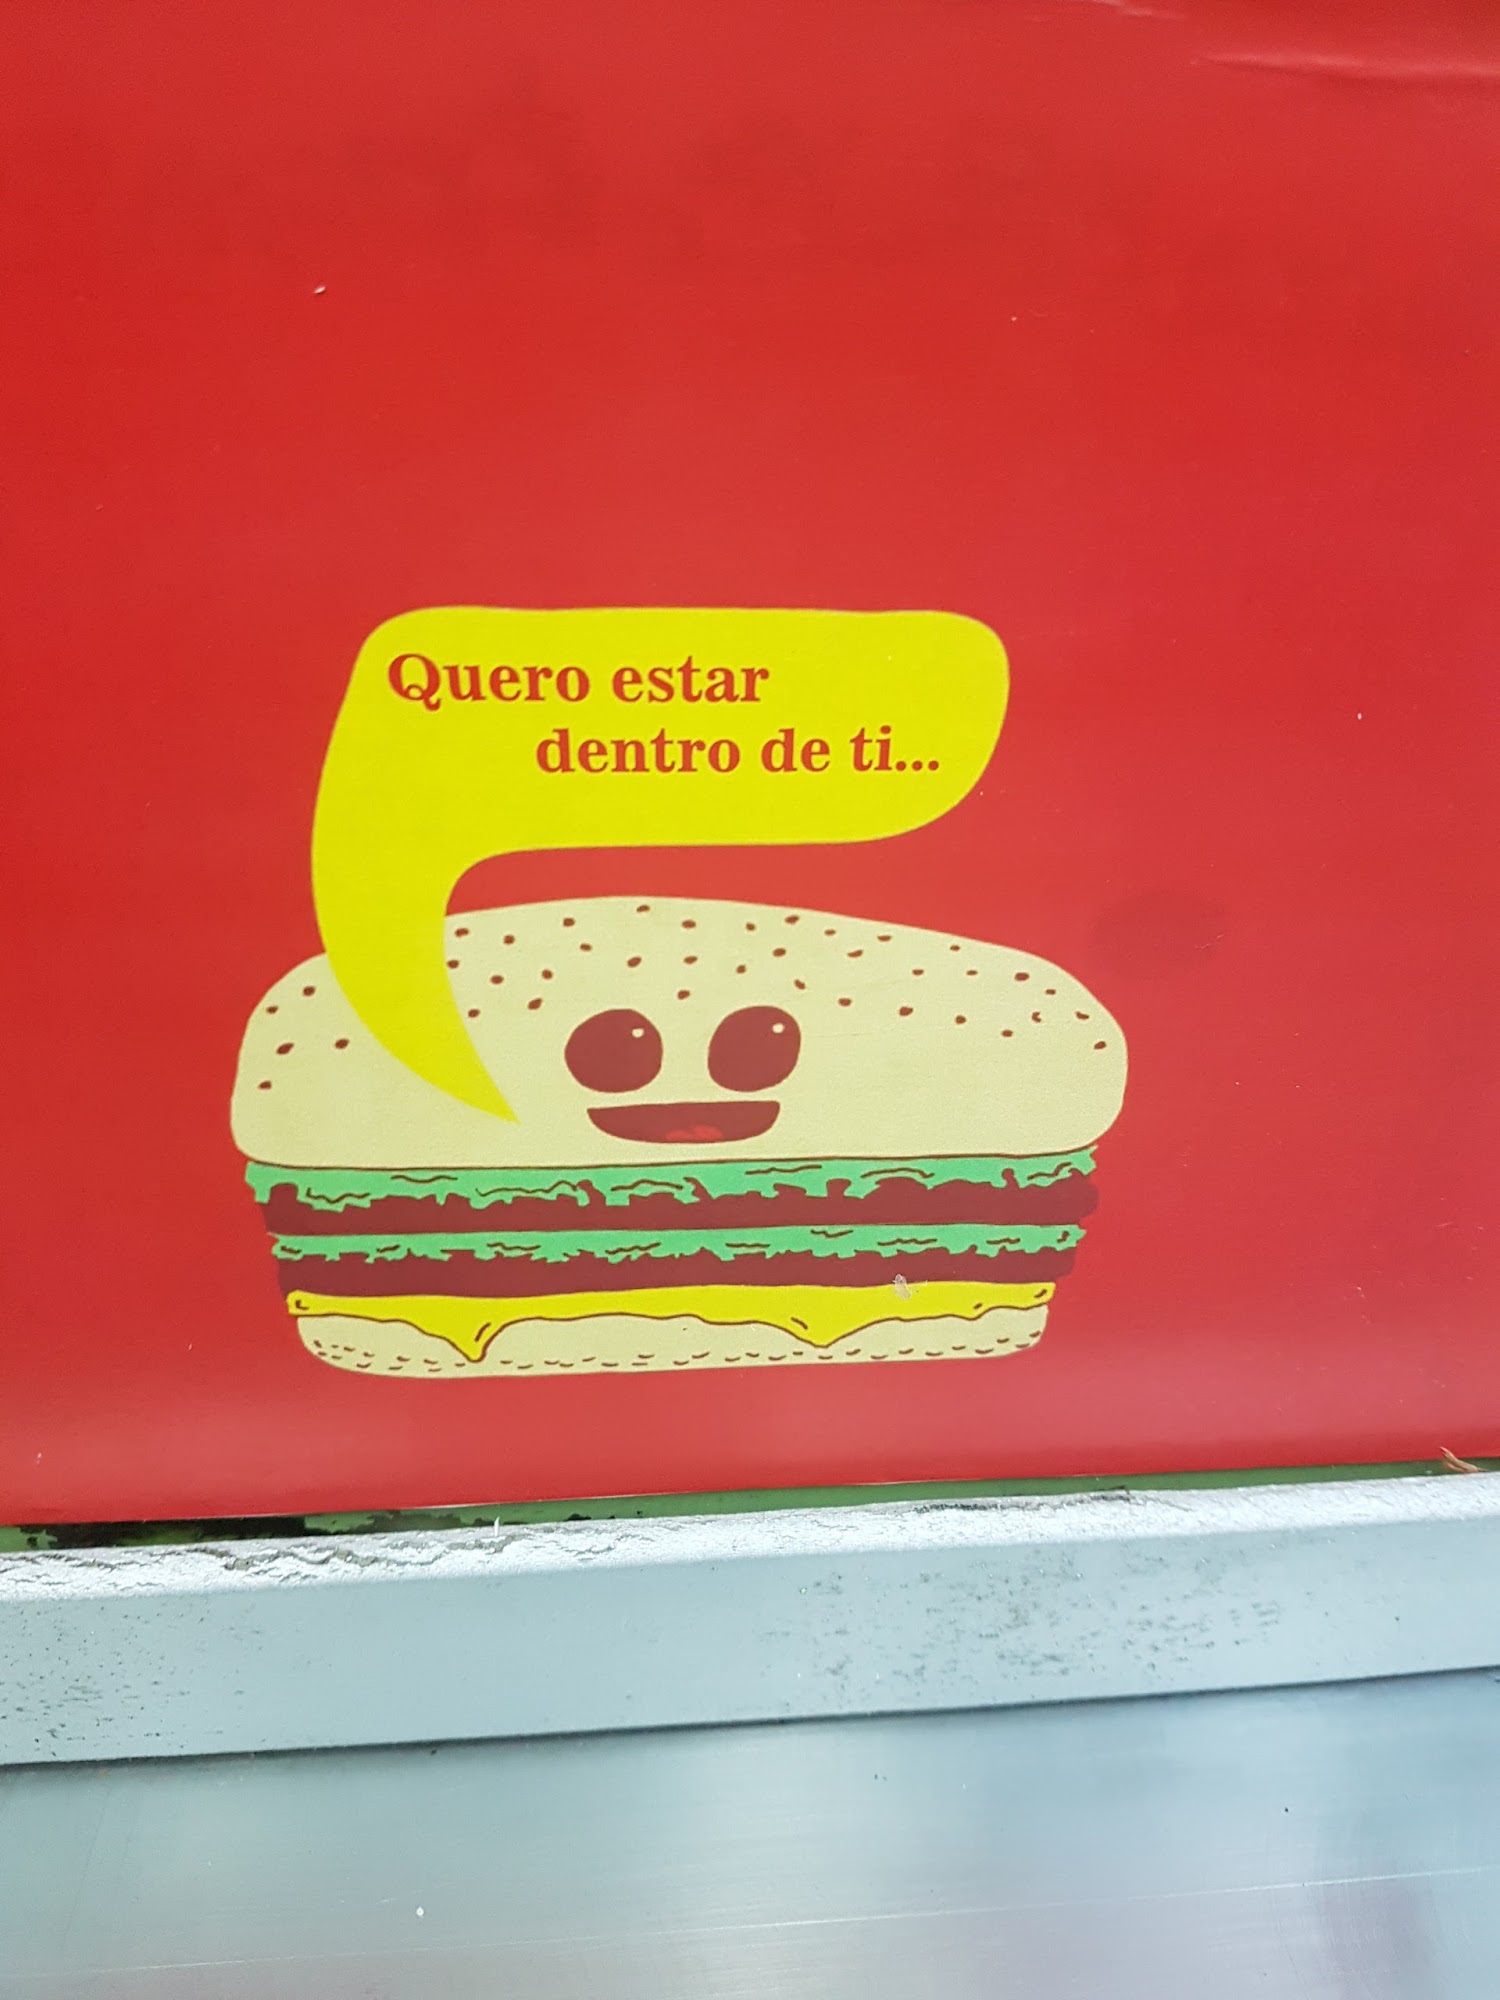 Quero estar
dentro de ti...